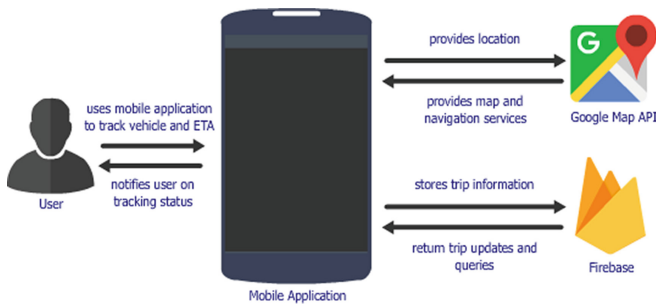 uses mobile application
to track vehicle and ETA
notifies user on
tracking status
User
Mobile Application
provides location
provides map and
navigation services
G
Google Map API
stores trip information
return trip updates and
queries
Firebase